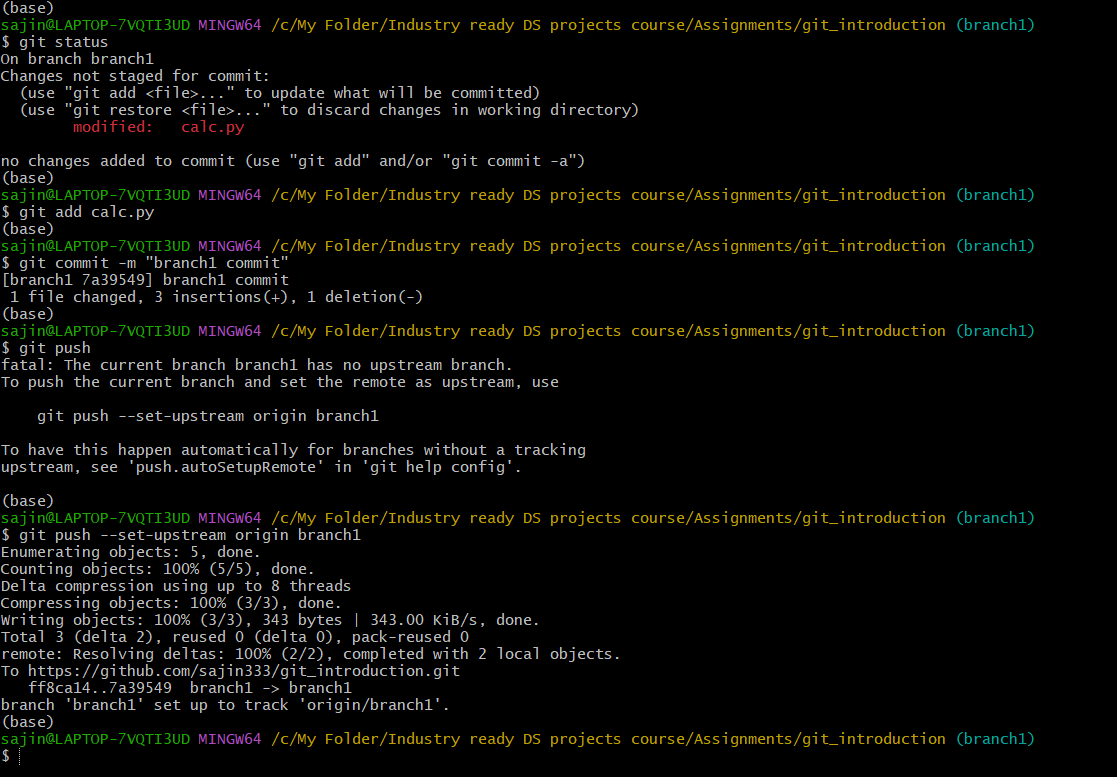 (base)
sajin@LAPTOP-7VQTI3UD MINGW64 /c/My Folder/Industry ready DS projects course/Assignments/git_introduction (branch1)
$ git status
On branch branch1
Changes not staged for commit:
  (use "git add <file>..." to update what will be committed)
  (use "git restore <file>..." to discard changes in working directory)
        modified:   calc.py

no changes added to commit (use "git add" and/or "git commit -a")
(base)
sajin@LAPTOP-7VQTI3UD MINGW64 /c/My Folder/Industry ready DS projects course/Assignments/git_introduction (branch1)
$ git add calc.py
(base)
sajin@LAPTOP-7VQTI3UD MINGW64 /c/My Folder/Industry ready DS projects course/Assignments/git_introduction (branch1)
$ git commit -m "branch1 commit"
[branch1 7a39549] branch1 commit
 1 file changed, 3 insertions(+), 1 deletion(-)
(base)
sajin@LAPTOP-7VQTI3UD MINGW64 /c/My Folder/Industry ready DS projects course/Assignments/git_introduction (branch1)
$ git push
fatal: The current branch branch1 has no upstream branch.
To push the current branch and set the remote as upstream, use

    git push --set-upstream origin branch1

To have this happen automatically for branches without a tracking
upstream, see 'push.autoSetupRemote' in 'git help config'.

(base)
sajin@LAPTOP-7VQTI3UD MINGW64 /c/My Folder/Industry ready DS projects course/Assignments/git_introduction (branch1)
$ git push --set-upstream origin branch1
Enumerating objects: 5, done.
Counting objects: 100% (5/5), done.
Delta compression using up to 8 threads
Compressing objects: 100% (3/3), done.
Writing objects: 100% (3/3), 343 bytes | 343.00 KiB/s, done.
Total 3 (delta 2), reused 0 (delta 0), pack-reused 0
remote: Resolving deltas: 100% (2/2), completed with 2 local objects.
To https://github.com/sajin333/git_introduction.git
   ff8ca14..7a39549  branch1 -> branch1
branch 'branch1' set up to track 'origin/branch1'.
(base)
sajin@LAPTOP-7VQTI3UD MINGW64 /c/My Folder/Industry ready DS projects course/Assignments/git_introduction (branch1)
$